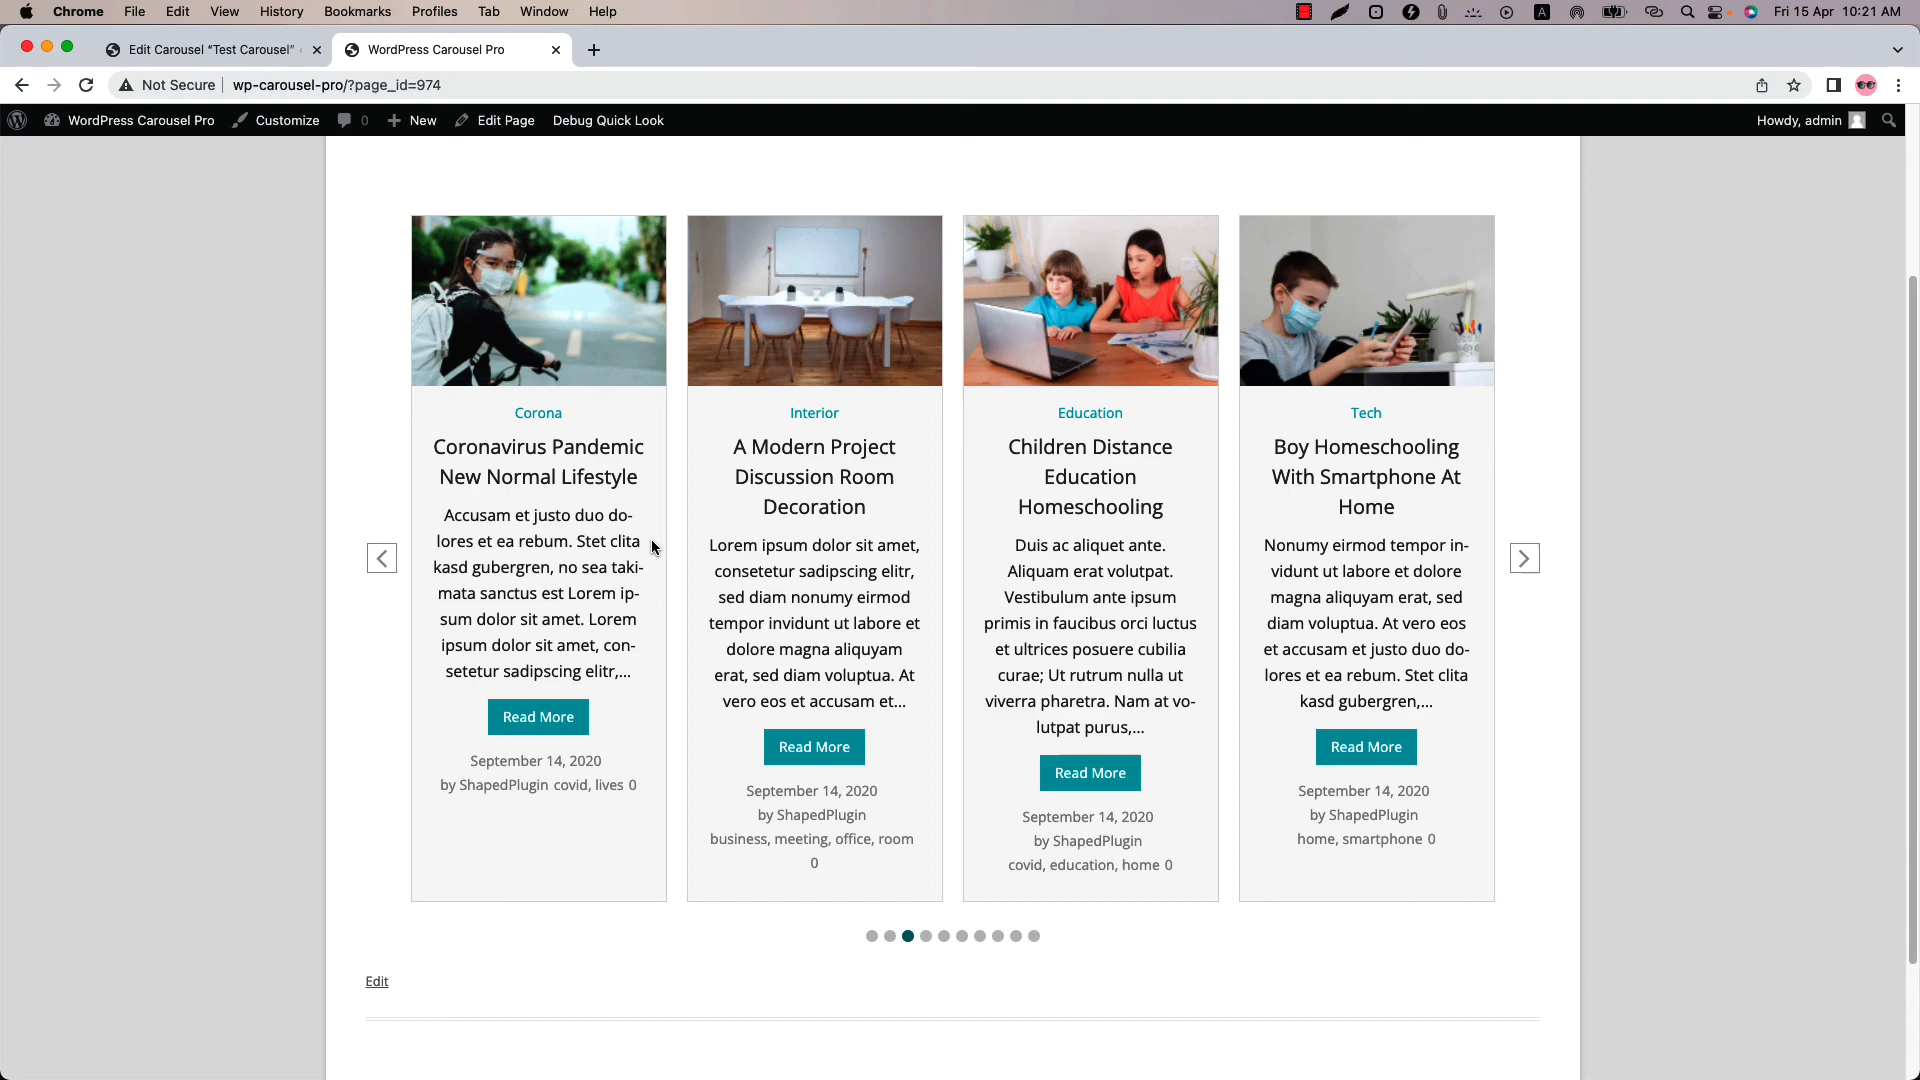 Chrome File Edit View History Bookmarks Profiles Tab Window Help A Fri 15 Apr 10:21 AM
Edit Carousel “Test Carousel” ‹ WordPress Carousel Pro
Not Secure wp-carousel-pro/?page_id=974
WordPress Carousel Pro Customize 0 New Edit Page Debug Quick Look Howdy, admin
Corona
Coronavirus Pandemic
New Normal Lifestyle
Accusam et justo duo do-
lores et ea rebum. Stet clita
kasd gubergren, no sea taki-
mata sanctus est Lorem ip-
sum dolor sit amet. Lorem
ipsum dolor sit amet, con-
setetur sadipscing elitr,...
Read More
September 14, 2020
by ShapedPlugin covid, lives 0
Interior
A Modern Project
Discussion Room
Decoration
Lorem ipsum dolor sit amet,
consetetur sadipscing elitr,
sed diam nonumy eirmod
tempor invidunt ut labore et
dolore magna aliquyam
erat, sed diam voluptua. At
vero eos et accusam et...
Read More
September 14, 2020
by ShapedPlugin
business, meeting, office, room
0
Education
Children Distance
Education
Homeschooling
Duis ac aliquet ante.
Aliquam erat volutpat.
Vestibulum ante ipsum
primis in faucibus orci luctus
et ultrices posuere cubilia
curae; Ut rutrum nulla ut
viverra pharetra. Nam at vo-
lutpat purus,...
Read More
September 14, 2020
by ShapedPlugin
covid, education, home 0
Tech
Boy Homeschooling
With Smartphone At
Home
Nonumy eirmod tempor in-
vidunt ut labore et dolore
magna aliquyam erat, sed
diam voluptua. At vero eos
et accusam et justo duo do-
lores et ea rebum. Stet clita
kasd gubergren,...
Read More
September 14, 2020
by ShapedPlugin
home, smartphone 0
Edit